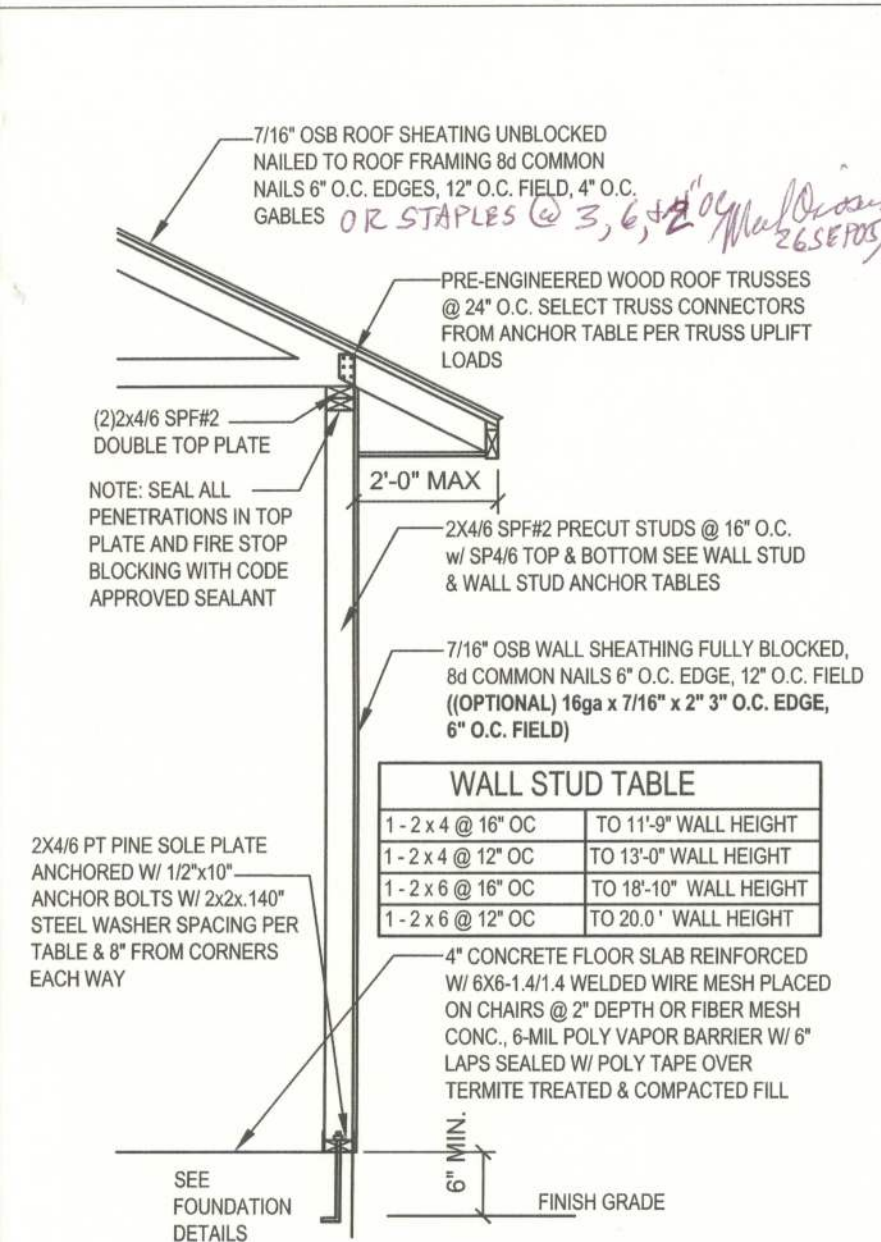 7/16" OSB ROOF SHEATING UNBLOCKED
NAILED TO ROOF FRAMING 8d COMMON
NAILS 6" O.C. EDGES, 12" O.C. FIELD, 4" O.C.
GABLES OR STAPLES @ 3, 6, OC
26SEP05
PRE-ENGINEERED WOOD ROOF TRUSSES
@ 24" O.C. SELECT TRUSS CONNECTORS
FROM ANCHOR TABLE PER TRUSS UPLIFT
LOADS
(2)2x4/6 SPF#2
DOUBLE TOP PLATE
2'-0" MAX
NOTE: SEAL ALL
PENETRATIONS IN TOP
PLATE AND FIRE STOP
BLOCKING WITH CODE
APPROVED SEALANT
2X4/6 SPF#2 PRECUT STUDS @ 16" O.C.
w/ SP4/6 TOP & BOTTOM SEE WALL STUD
& WALL STUD ANCHOR TABLES
7/16" OSB WALL SHEATHING FULLY BLOCKED,
8d COMMON NAILS 6" O.C. EDGE, 12" O.C. FIELD
((OPTIONAL) 16ga x 7/16" x 2" 3" O.C. EDGE,
6" O.C. FIELD)
WALL STUD TABLE
1 - 2 x 4 @ 16" OC TO 11'-9" WALL HEIGHT
1 - 2 x 4 @ 12" OC TO 13'-0" WALL HEIGHT
1 - 2 x 6 @ 16" OC TO 18'-10" WALL HEIGHT
1 - 2 x 6 @ 12" OC TO 20.0 ' WALL HEIGHT
2X4/6 PT PINE SOLE PLATE
ANCHORED W/ 1/2"x10"
ANCHOR BOLTS W/ 2x2x.140"
STEEL WASHER SPACING PER
TABLE & 8" FROM CORNERS
EACH WAY
4" CONCRETE FLOOR SLAB REINFORCED
W/ 6X6-1.4/1.4 WELDED WIRE MESH PLACED
ON CHAIRS @ 2" DEPTH OR FIBER MESH
CONC., 6-MIL POLY VAPOR BARRIER W/ 6"
LAPS SEALED W/ POLY TAPE OVER
TERMITE TREATED & COMPACTED FILL
6" MIN.
SEE
FOUNDATION
DETAILS
FINISH GRADE